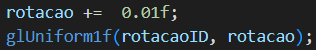 rotacao +=  0.01f;
glUniform1f(rotacaoID, rotacao);